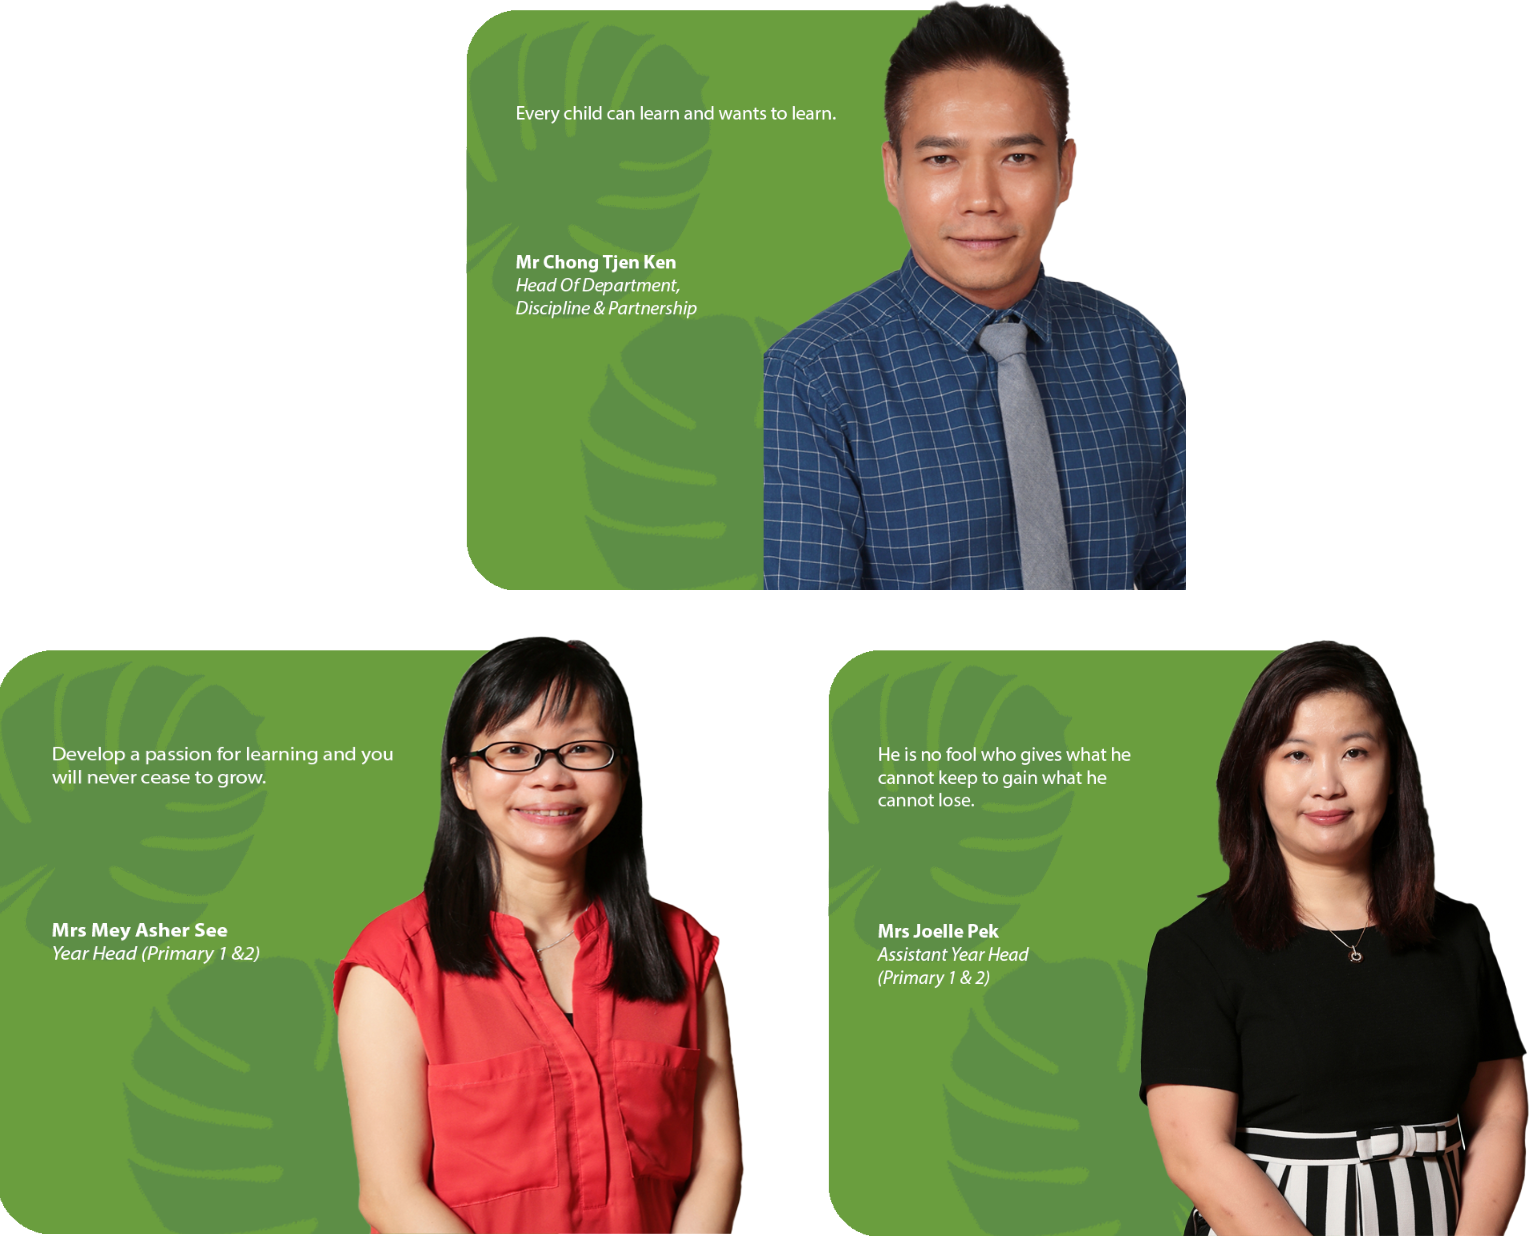 Every child can learn and wants to learn.
Mr Chong Tjen Ken
Head Of Department,
Discipline & Partnership
Develop a passion for learning and you
will never cease to grow.
Mrs Mey Asher See
Year Head (Primary 1 &2)
He is no fool who gives what he
cannot keep to gain what he
cannot lose.
Mrs Joelle Pek
Assistant Year Head
(Primary 1 & 2)